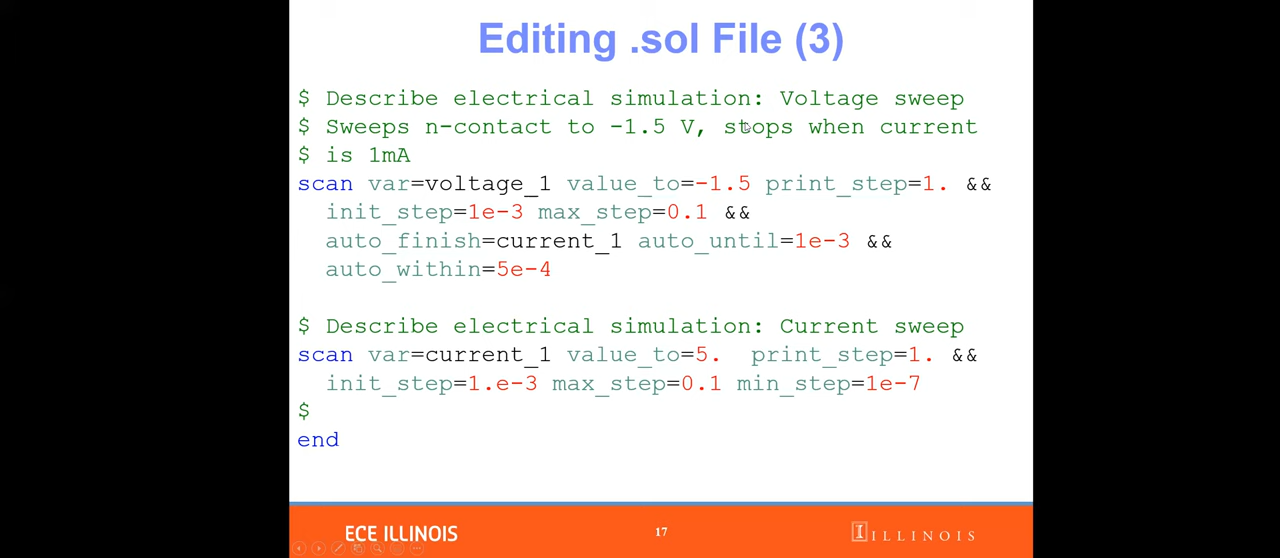 Editing .sol File (3)
$ Describe electrical simulation: Voltage sweep
$ Sweeps n-contact to -1.5 V, stops when current
$ is 1mA
scan var=voltage_1 value_to=-1.5 print_step=1. &&
init_step=1e-3 max_step=0.1 &&
auto_finish=current_1 auto_until=1e-3 &&
auto_within=5e-4
$ Describe electrical simulation: Current sweep
scan var=current_1 value_to=5. print_step=1. &&
init_step=1.e-3 max_step=0.1 min_step=1e-7
$
end
ECE ILLINOIS
17
I ILLINOIS